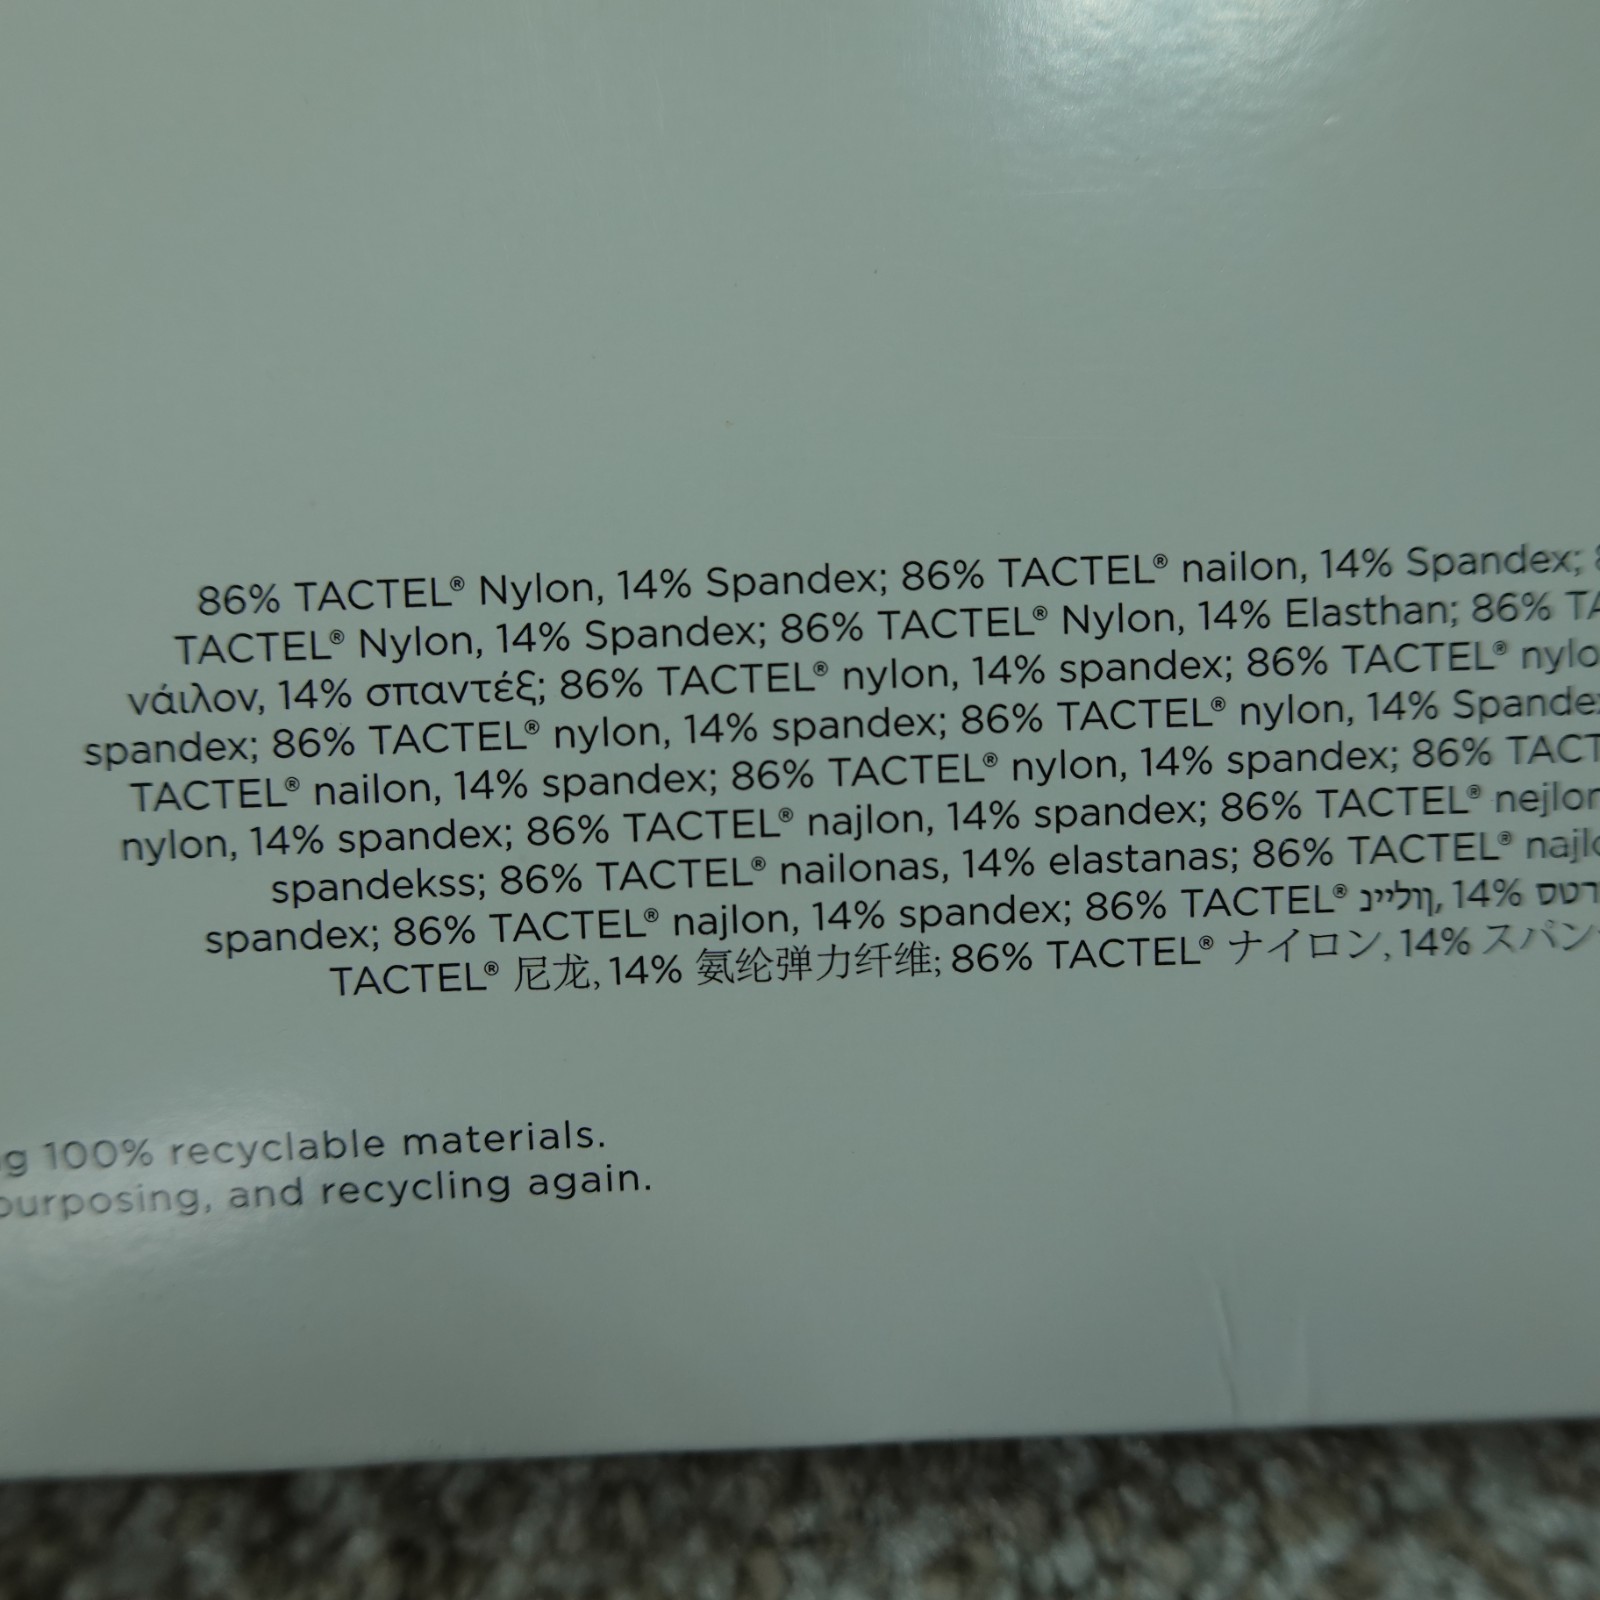 86% TACTEL® Nylon, 14% Spandex; 86% TACTEL® nailon, 14% Spandex;
TACTEL® Nylon, 14% Spandex; 86% TACTEL® Nylon, 14% Elasthan; 86%
νάιλον, 14% σπαντέξ; 86% TACTEL® nylon, 14% spandex; 86% TACTEL®
spandex; 86% TACTEL® nylon, 14% spandex; 86% TACTEL® nylon, 14%
TACTEL® nailon, 14% spandex; 86% TACTEL® nylon, 14% spandex; 86%
nylon, 14% spandex; 86% TACTEL® najlon, 14% spandex; 86% TACTEL®
spandekss; 86% TACTEL® nailonas, 14% elastanas; 86% TACTEL®
spandex; 86% TACTEL® najlon, 14% spandex; 86% TACTEL® ניילון, 14%
TACTEL® 尼龙, 14% 氨纶弹力纤维; 86% TACTEL® ナイロン, 14%
100% recyclable materials.
and recycling again.